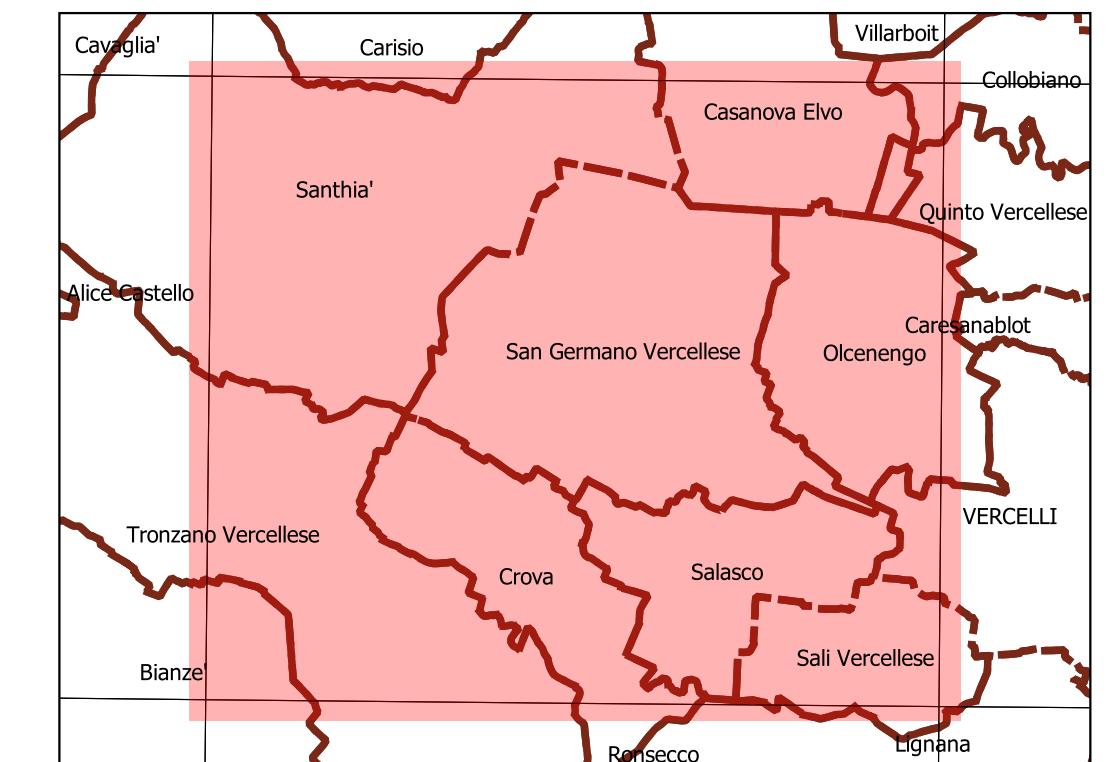 Villarboit
Cavaglia'
Carisio
Collobiano
Casanova Elvo
Santhia'
Quinto Vercellese
Alice Castello
Caresanablot
San Germano Vercellese
Olcenengo
VERCELLI
Tronzano Vercellese
Salasco
Crova
Sali Vercellese
Bianze'
Lignana
Ronsecco